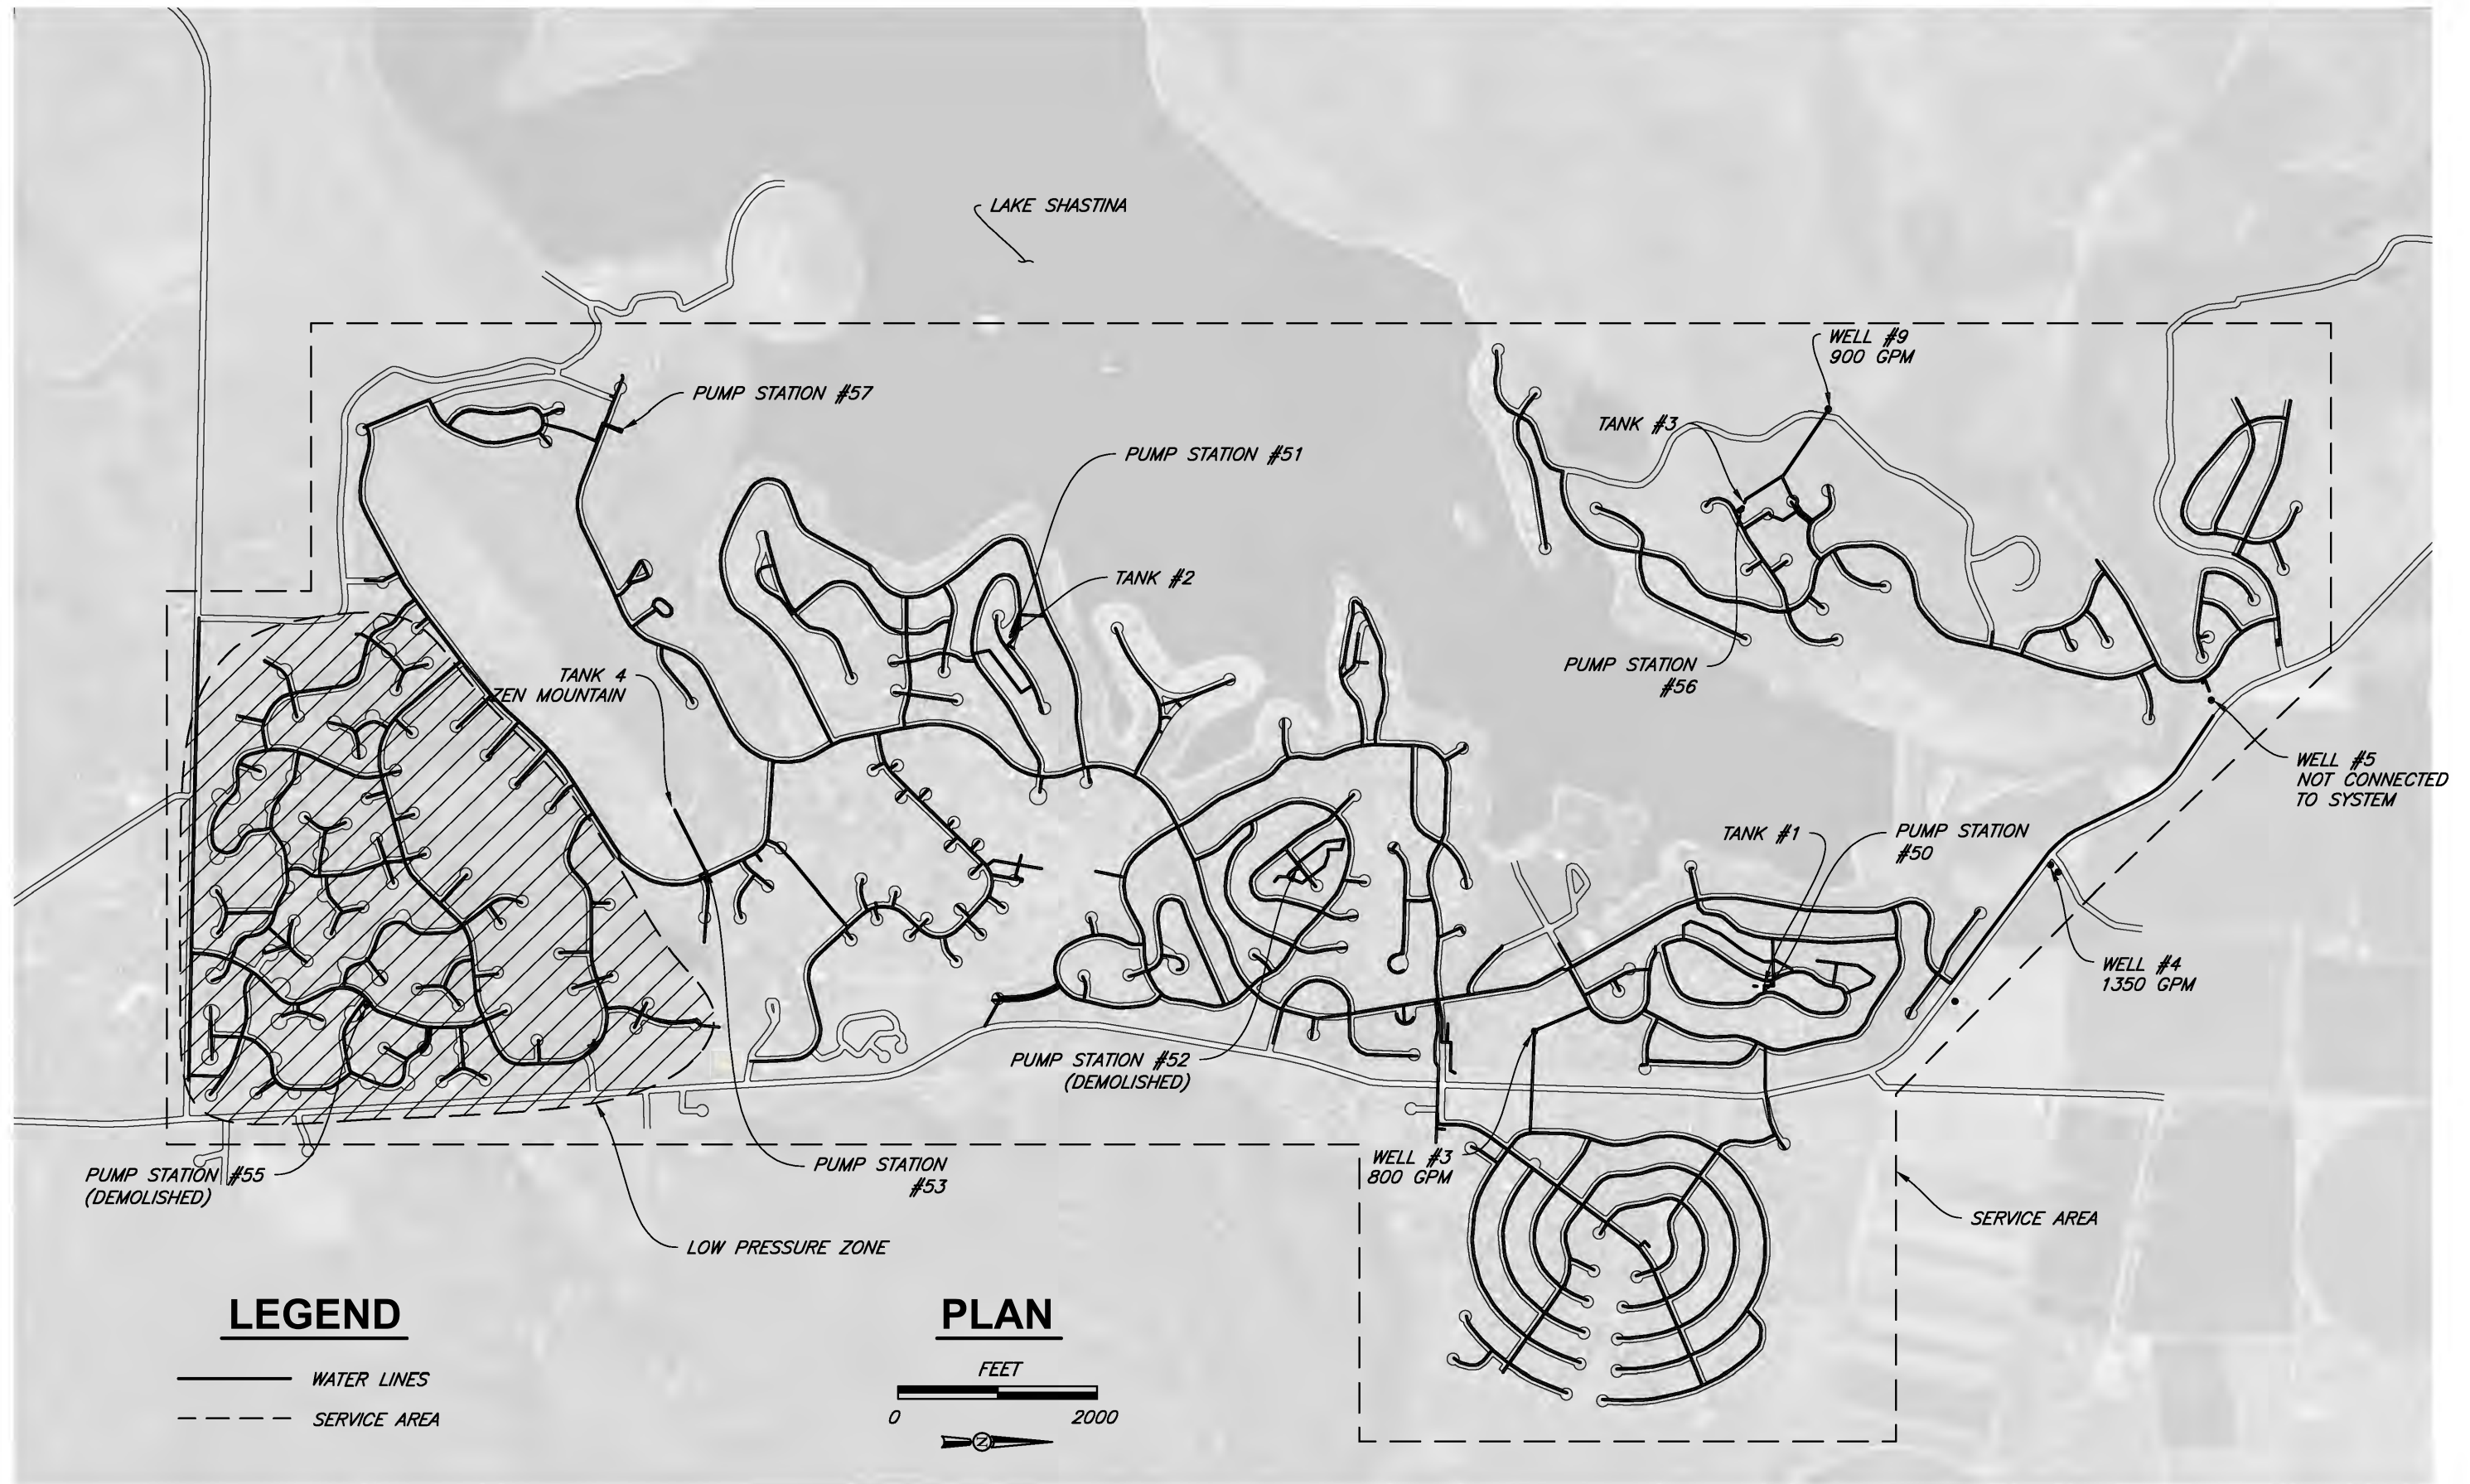 LAKE SHASTINA
WELL #9
900 GPM
PUMP STATION #57
TANK #3
PUMP STATION #51
TANK #2
PUMP STATION
#56
TANK 4
ZEN MOUNTAIN
WELL #5
NOT CONNECTED
TO SYSTEM
TANK #1
PUMP STATION
#50
WELL #4
1350 GPM
PUMP STATION #52
(DEMOLISHED)
WELL #3
800 GPM
PUMP STATION #55
(DEMOLISHED)
PUMP STATION
#53
SERVICE AREA
LOW PRESSURE ZONE
LEGEND
WATER LINES
SERVICE AREA
PLAN
FEET
0 2000
N